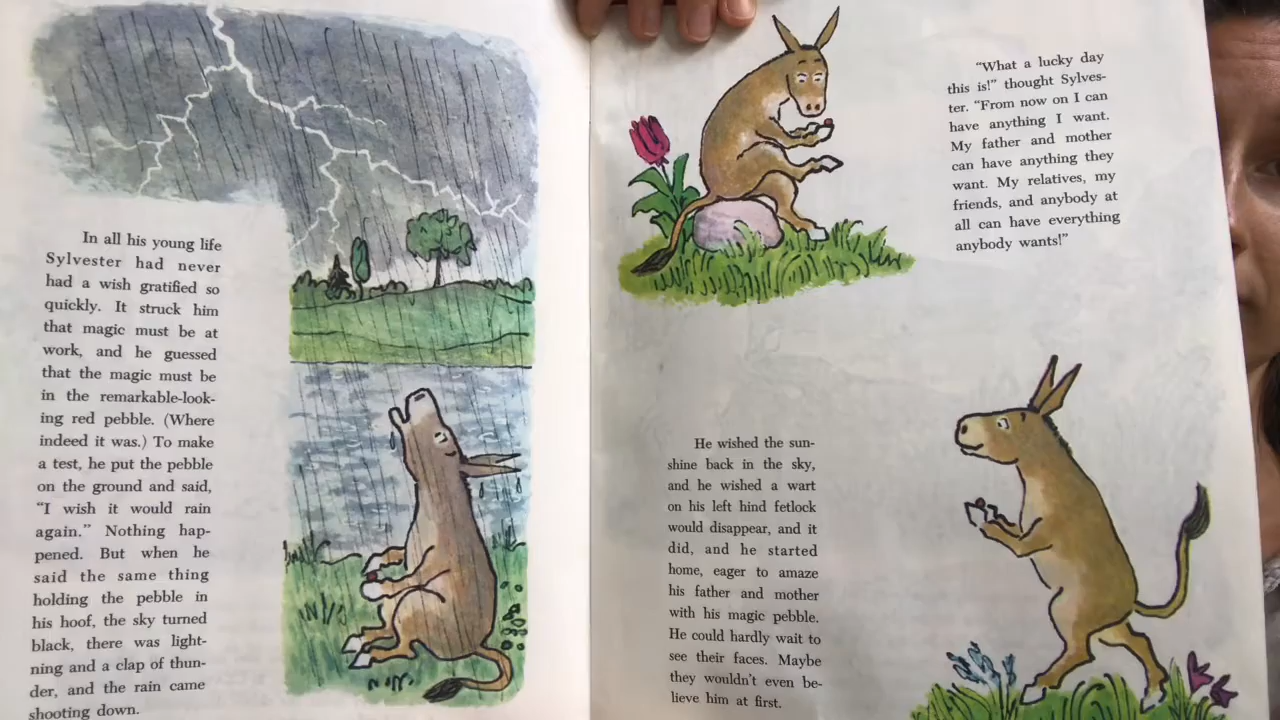 In all his young life
Sylvester had never
had a wish gratified so
quickly. It struck him
that magic must be at
work, and he guessed
that the magic must be
in the remarkable-look-
ing red pebble. (Where
indeed it was.) To make
a test, he put the pebble
on the ground and said,
“I wish it would rain
again.” Nothing hap-
pened. But when he
said the same thing
holding the pebble in
his hoof, the sky turned
black, there was light-
ning and a clap of thun-
der, and the rain came
shooting down.
“What a lucky day
this is!” thought Sylves-
ter. “From now on I can
have anything I want.
My father and mother
can have anything they
want. My relatives, my
friends, and anybody at
all can have everything
anybody wants!”
He wished the sun-
shine back in the sky,
and he wished a wart
on his left hind fetlock
would disappear, and it
did, and he started
home, eager to amaze
his father and mother
with his magic pebble.
He could hardly wait to
see their faces. Maybe
they wouldn’t even be-
lieve him at first.